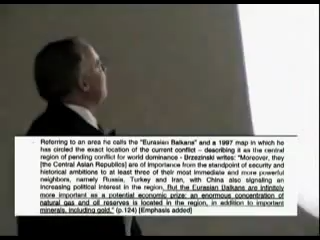 Referring to an area he calls the "Eurasian Balkans" and a 1997 map in which he
has circled the exact location of the current conflict – describing it as the central
region of pending conflict for world dominance - Brzezinski writes: "Moreover, they
[the Central Asian Republics] are of importance from the standpoint of security and
historical ambitions to at least three of their most immediate and more powerful
neighbors, namely Russia, Turkey and Iran, with China also signaling an
increasing political interest in the region. But the Eurasian Balkans are infinitely
more important as a potential economic prize: an enormous concentration of
natural gas and oil reserves is located in the region, in addition to important
minerals, including gold." (p.124) [Emphasis added]